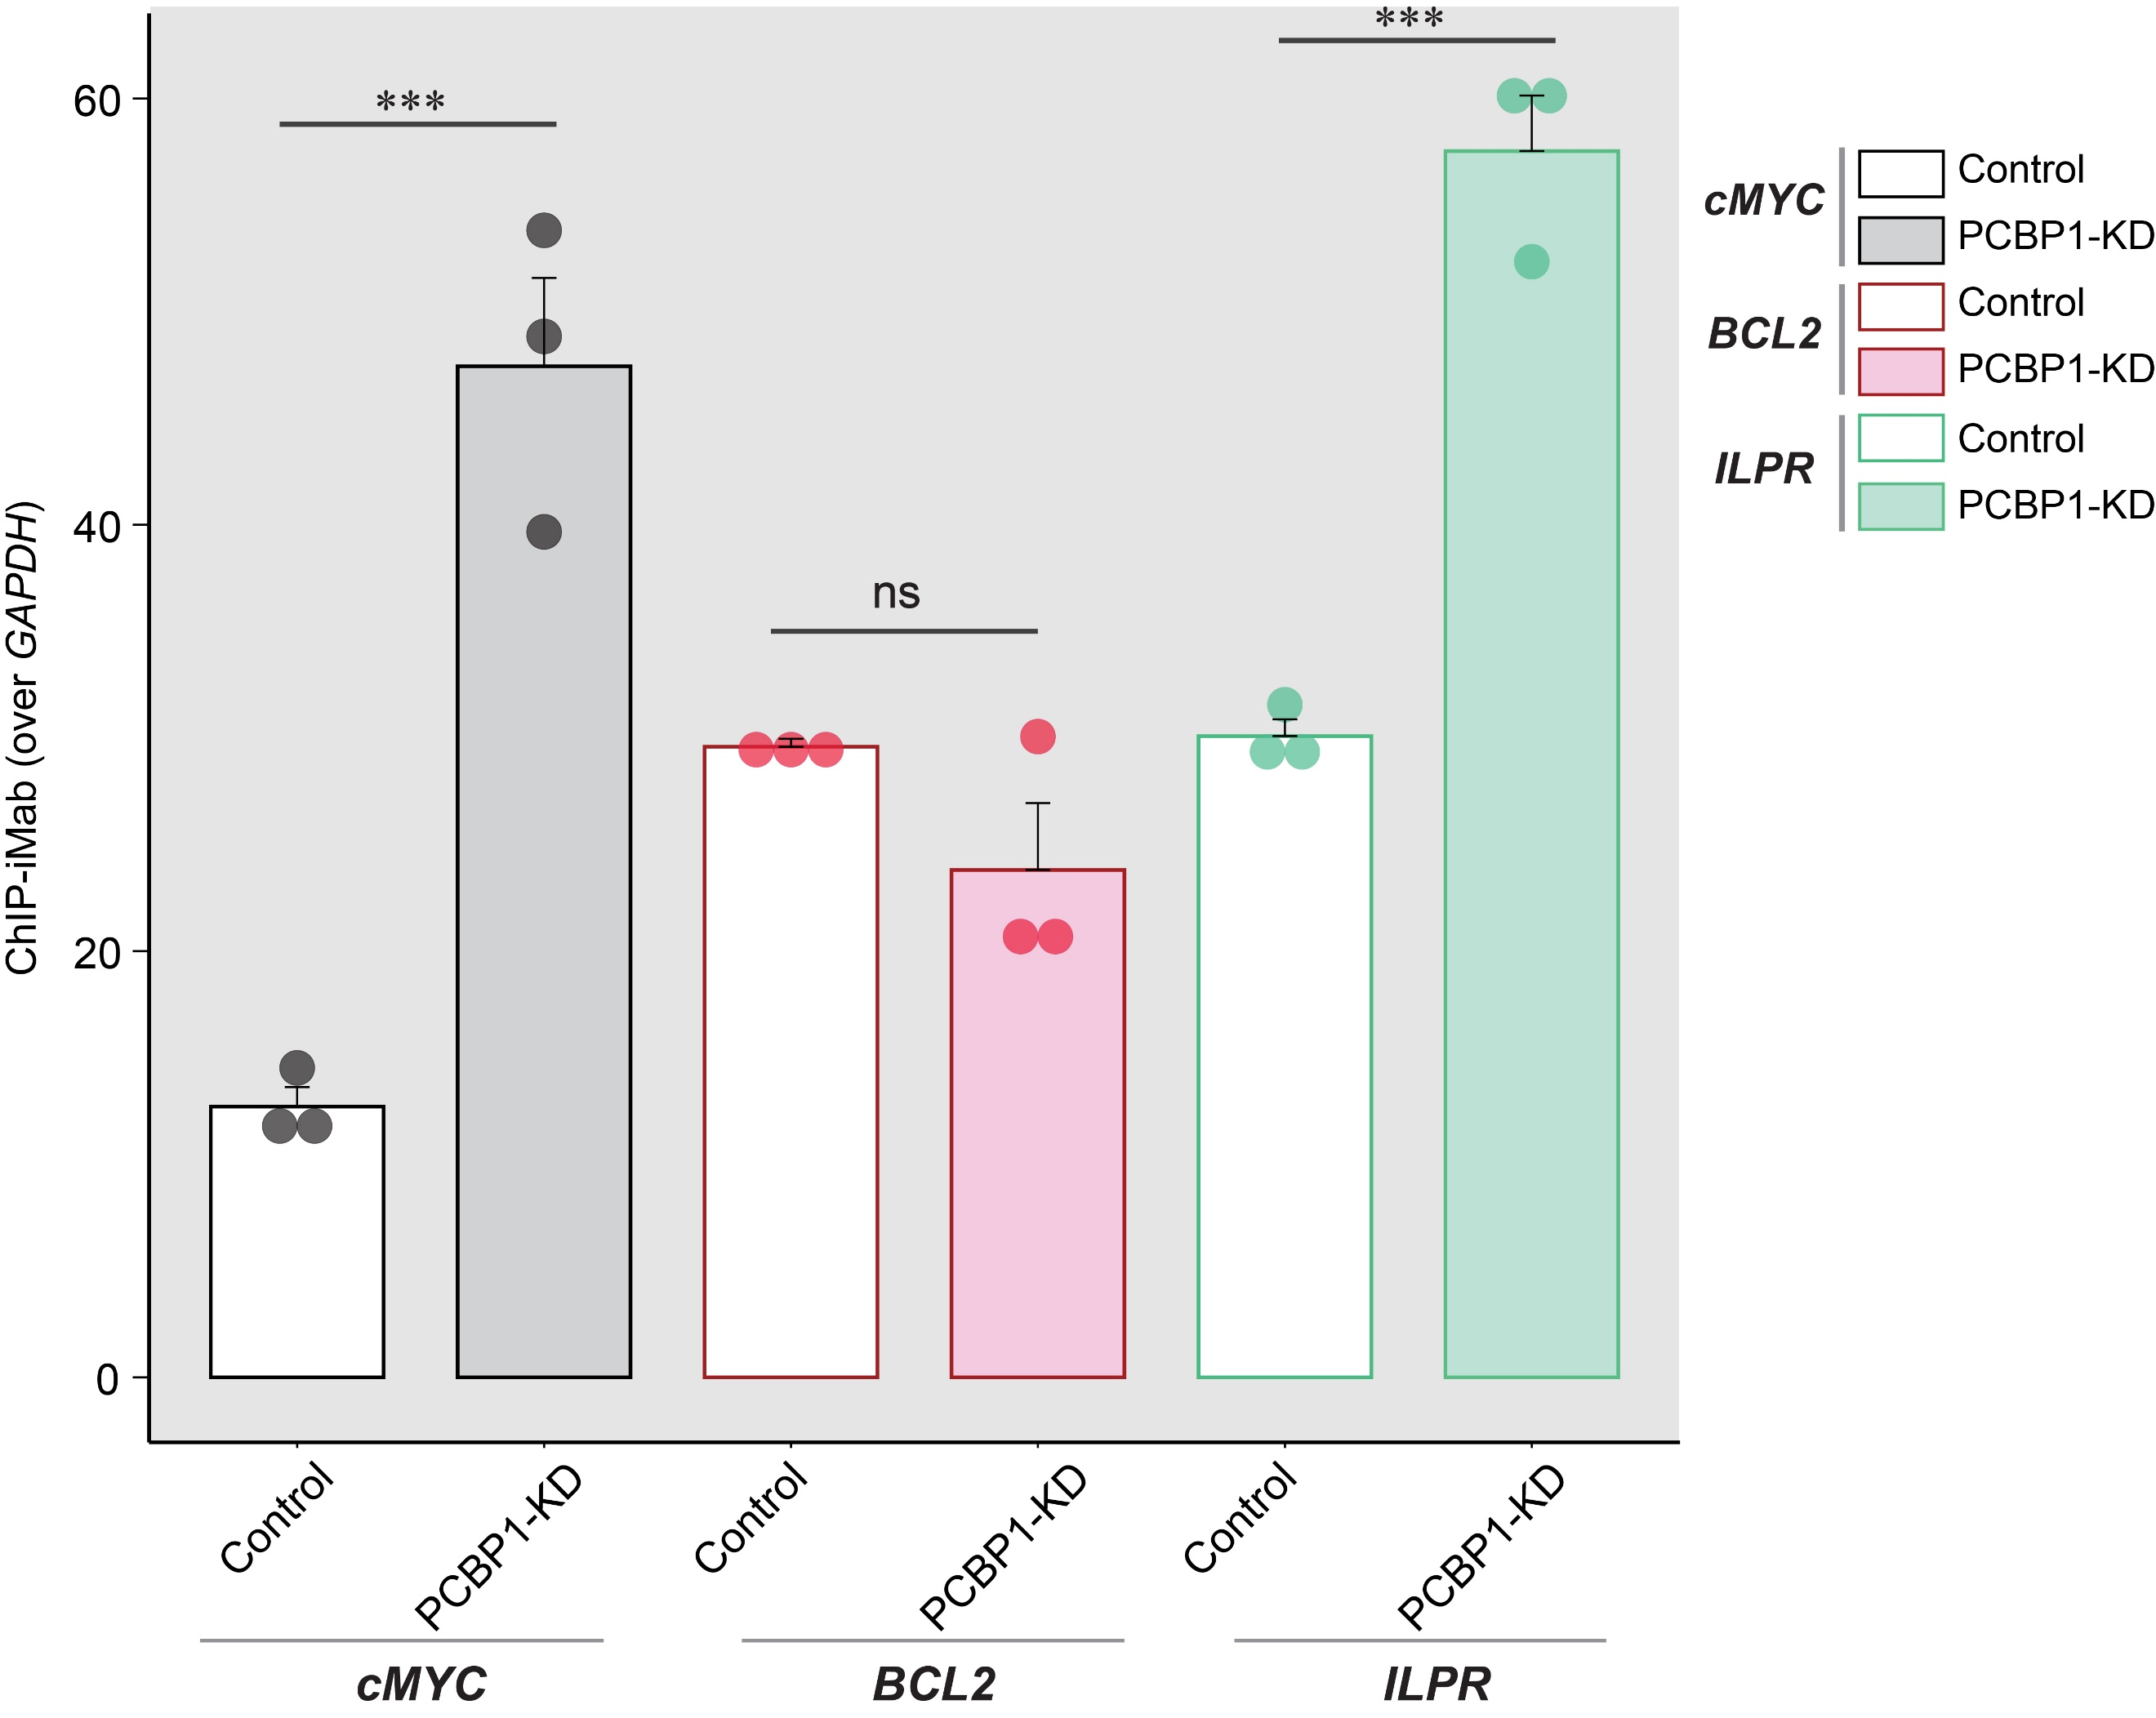 ChIP-iMab (over GAPDH)
60
40
20
0
***
ns
***
Control
PCBP1-KD
Control
PCBP1-KD
Control
PCBP1-KD
cMYC
BCL2
ILPR
cMYC
Control
PCBP1-KD
BCL2
Control
PCBP1-KD
ILPR
Control
PCBP1-KD